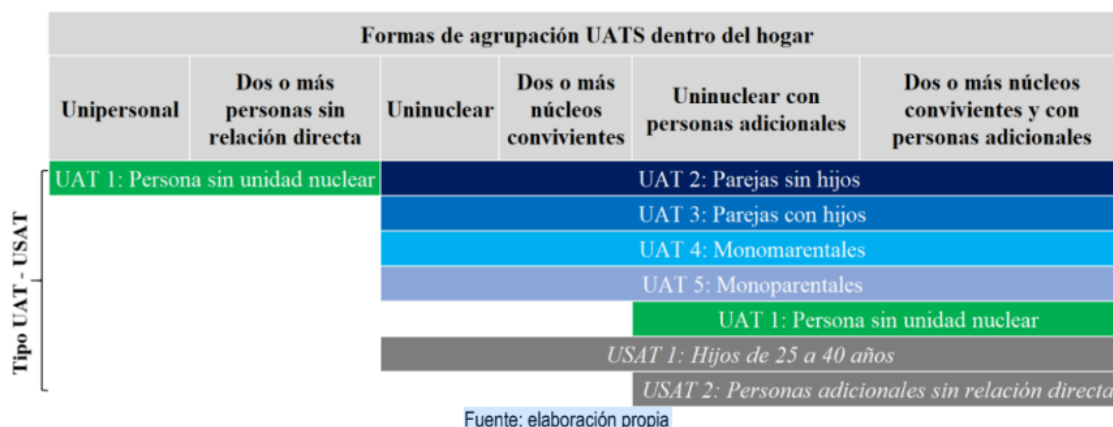 Formas de agrupación UATS dentro del hogar
Unipersonal
Dos o más
personas sin
relación directa
Uninuclear
Dos o más
núcleos
convivientes
Uninuclear con
personas adicionales
Dos o más núcleos
convivientes y con
personas adicionales
Tipo UAT - USAT
UAT 1: Persona sin unidad nuclear
UAT 2: Parejas sin hijos
UAT 3: Parejas con hijos
UAT 4: Monomarentales
UAT 5: Monoparentales
UAT 1: Persona sin unidad nuclear
USAT 1: Hijos de 25 a 40 años
USAT 2: Personas adicionales sin relación directa
Fuente: elaboración propia